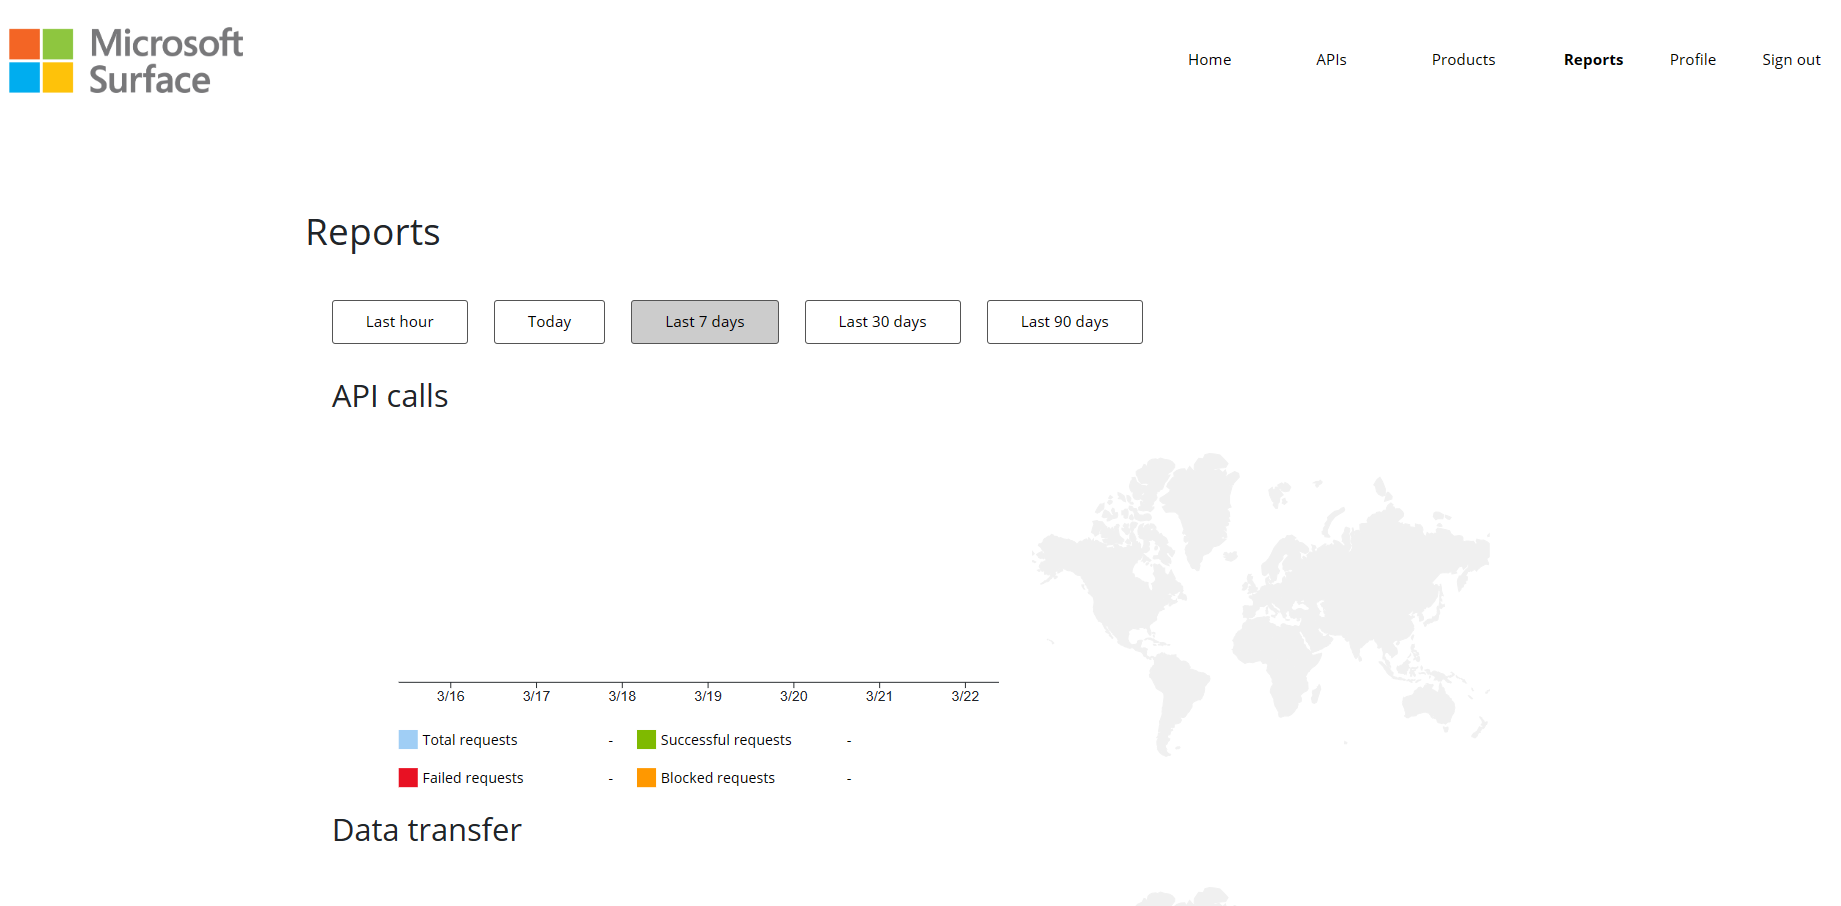 Microsoft
Surface
Home APIs Products Reports Profile Sign out
Reports
Last hour Today Last 7 days Last 30 days Last 90 days
API calls
3/16 3/17 3/18 3/19 3/20 3/21 3/22
Total requests - Successful requests -
Failed requests - Blocked requests -
Data transfer